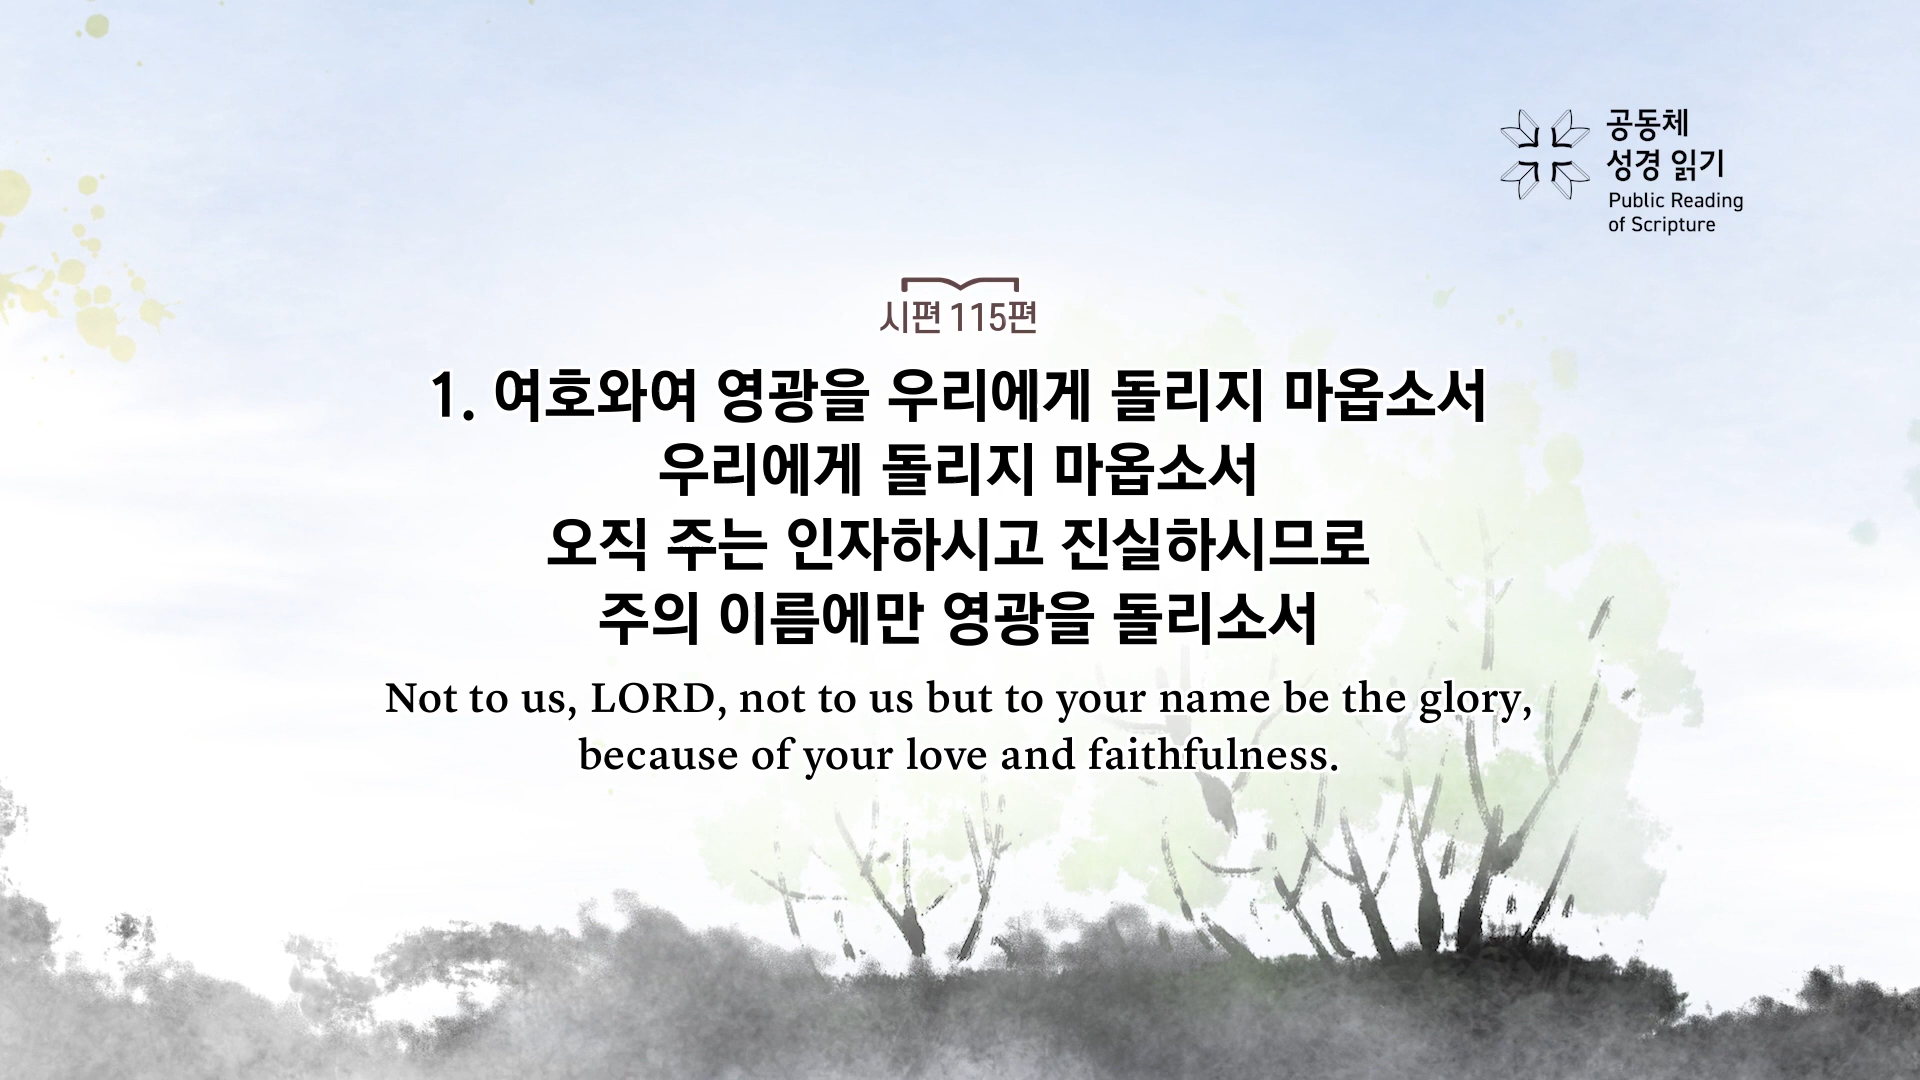 공동체
성경 읽기
Public Reading
of Scripture
시편 115편
1. 여호와여 영광을 우리에게 돌리지 마옵소서
우리에게 돌리지 마옵소서
오직 주는 인자하시고 진실하시므로
주의 이름에만 영광을 돌리소서
Not to us, LORD, not to us but to your name be the glory,
because of your love and faithfulness.